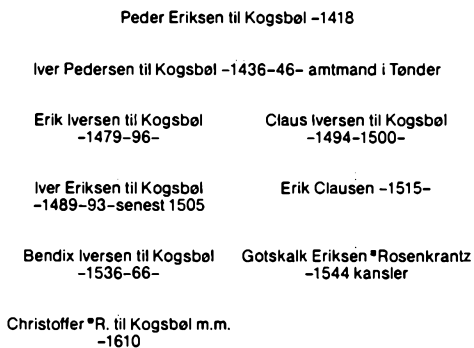 Peder Eriksen til Kogsbøl –1418
Iver Pedersen til Kogsbøl –1436–46– amtmand i Tønder
Erik Iversen til Kogsbøl
–1479–96–
Claus Iversen til Kogsbøl
–1494–1500–
Iver Eriksen til Kogsbøl
–1489–93–senest 1505
Erik Clausen –1515–
Bendix Iversen til Kogsbøl
–1536–66–
Gotskalk Eriksen "Rosenkrantz
–1544 kansler
Christoffer "R. til Kogsbøl m.m.
–1610